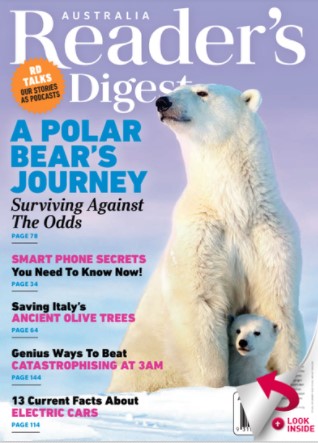 AUSTRALIA
Reader's
Digest
RD
TALKS
OUR STORIES
AS PODCASTS
A POLAR
BEAR'S
JOURNEY
Surviving Against
The Odds
PAGE 78
SMART PHONE SECRETS
You Need To Know Now!
PAGE 34
Saving Italy's
ANCIENT OLIVE TREES
PAGE 64
Genius Ways To Beat
CATASTROPHISING AT 3AM
PAGE 144
13 Current Facts About
ELECTRIC CARS
PAGE 114
LOOK
INSIDE